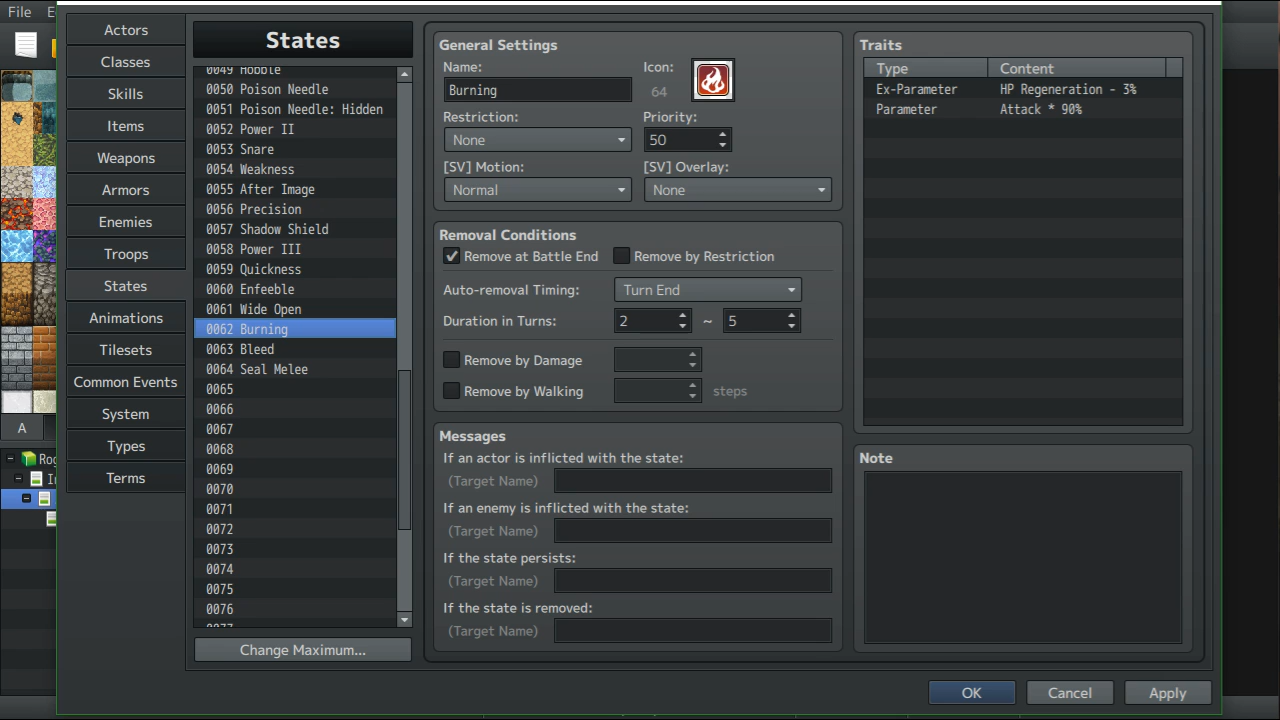 File
Actors
Classes
Skills
Items
Weapons
Armors
Enemies
Troops
States
Animations
Tilesets
Common Events
System
Types
Terms
A
States
0049 Hobble
0050 Poison Needle
0051 Poison Needle: Hidden
0052 Power II
0053 Snare
0054 Weakness
0055 After Image
0056 Precision
0057 Shadow Shield
0058 Power III
0059 Quickness
0060 Enfeeble
0061 Wide Open
0062 Burning
0063 Bleed
0064 Seal Melee
0065
0066
0067
0068
0069
0070
0071
0072
0073
0074
0075
0076
0077
Change Maximum...
General Settings
Name:
Icon:
Burning
64
Restriction:
Priority:
None
50
[SV] Motion:
[SV] Overlay:
Normal
None
Removal Conditions
Remove at Battle End
Remove by Restriction
Auto-removal Timing:
Turn End
Duration in Turns:
2 ~ 5
Remove by Damage
Remove by Walking
steps
Messages
If an actor is inflicted with the state:
(Target Name)
If an enemy is inflicted with the state:
(Target Name)
If the state persists:
(Target Name)
If the state is removed:
(Target Name)
Traits
Type Content
Ex-Parameter HP Regeneration - 3%
Parameter Attack * 90%
Note
OK
Cancel
Apply